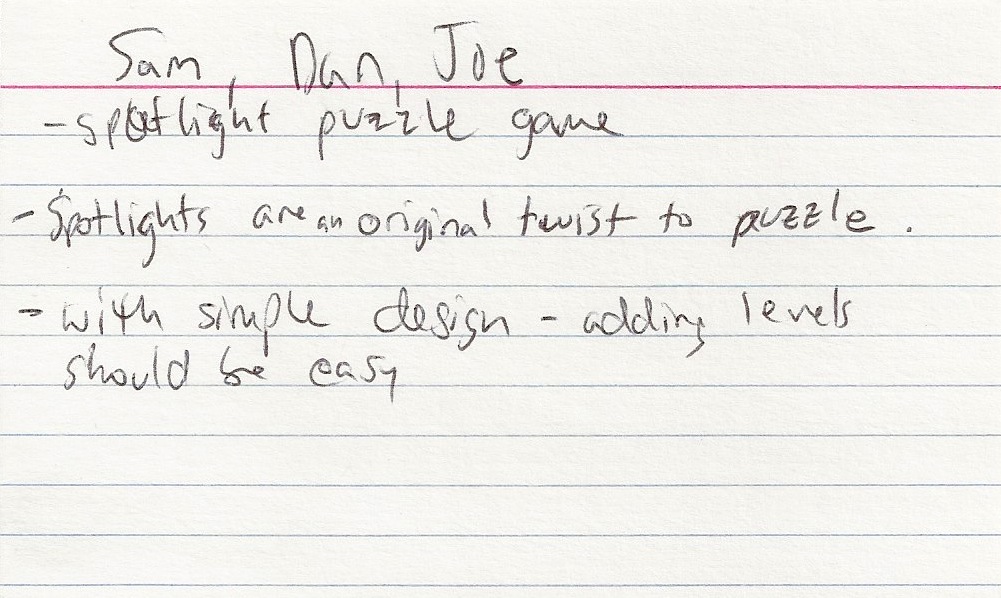 Sam, Dan, Joe
- spotlight puzzle game
- Spotlights are an original twist to puzzle.
- with simple design - adding levels
should be easy